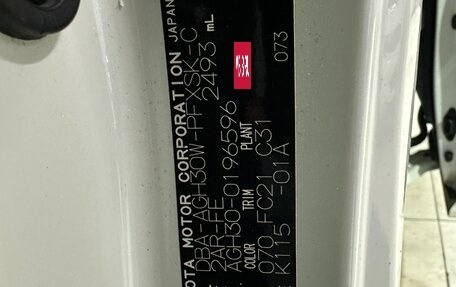 OTA MOTOR CORPORATION JAPAN
DBA-AGH30W-PFXSK-C
2AR-FE 2493 mL
AGH30-0196596
COLOR TRIM PLANT
070 FC21 C31 073
-01A
K115